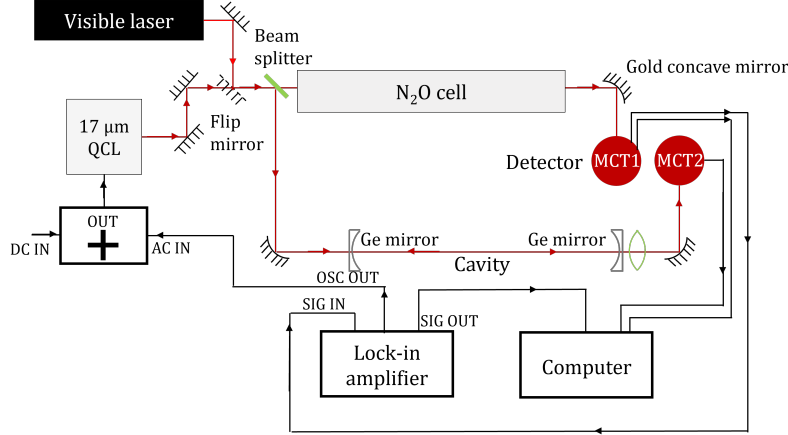 Visible laser
Beam
splitter
Gold concave mirror
N₂O cell
17 μm
QCL
Flip
mirror
Detector
MCT1
MCT2
OUT
+
DC IN
AC IN
Ge mirror
Ge mirror
Cavity
OSC OUT
SIG IN
SIG OUT
Lock-in
amplifier
Computer